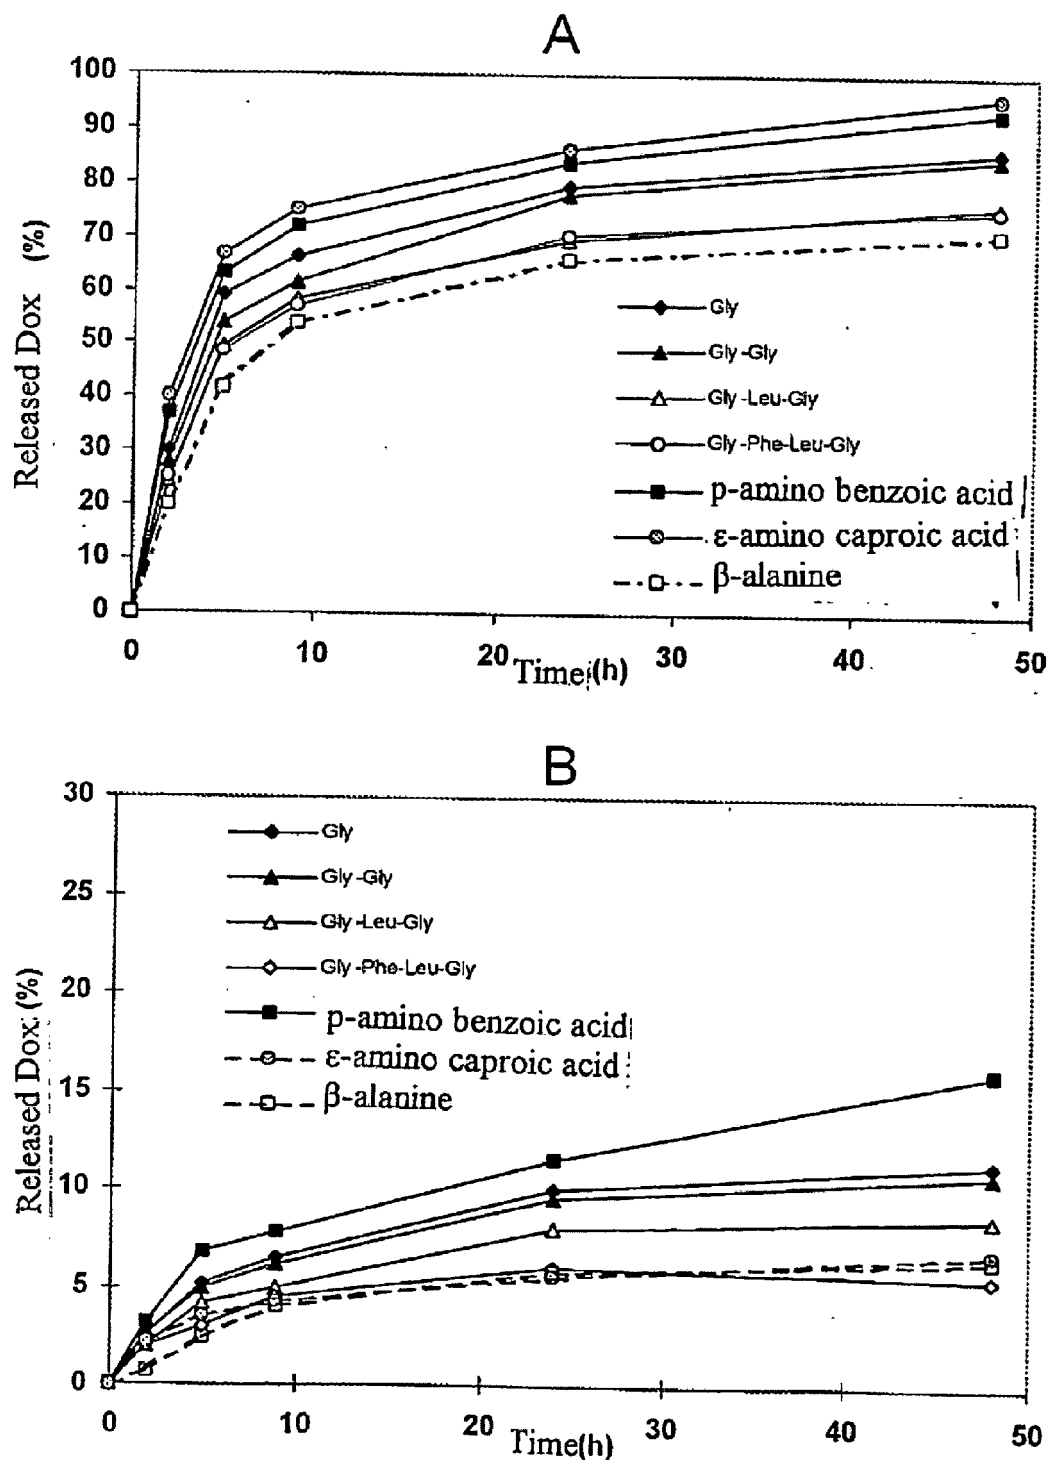 A
100
90
80
70
60
50
40
30
20
10
0
Released Dox (%)
Gly
Gly-Gly
Gly-Leu-Gly
Gly-Phe-Leu-Gly
p-amino benzoic acid
ε-amino caproic acid
β-alanine
0 10 20 30 40 50
Time (h)
B
30
25
20
15
10
5
0
Released Dox: (%)
Gly
Gly-Gly
Gly-Leu-Gly
Gly-Phe-Leu-Gly
p-amino benzoic acid
ε-amino caproic acid
β-alanine
0 10 20 30 40 50
Time(h)